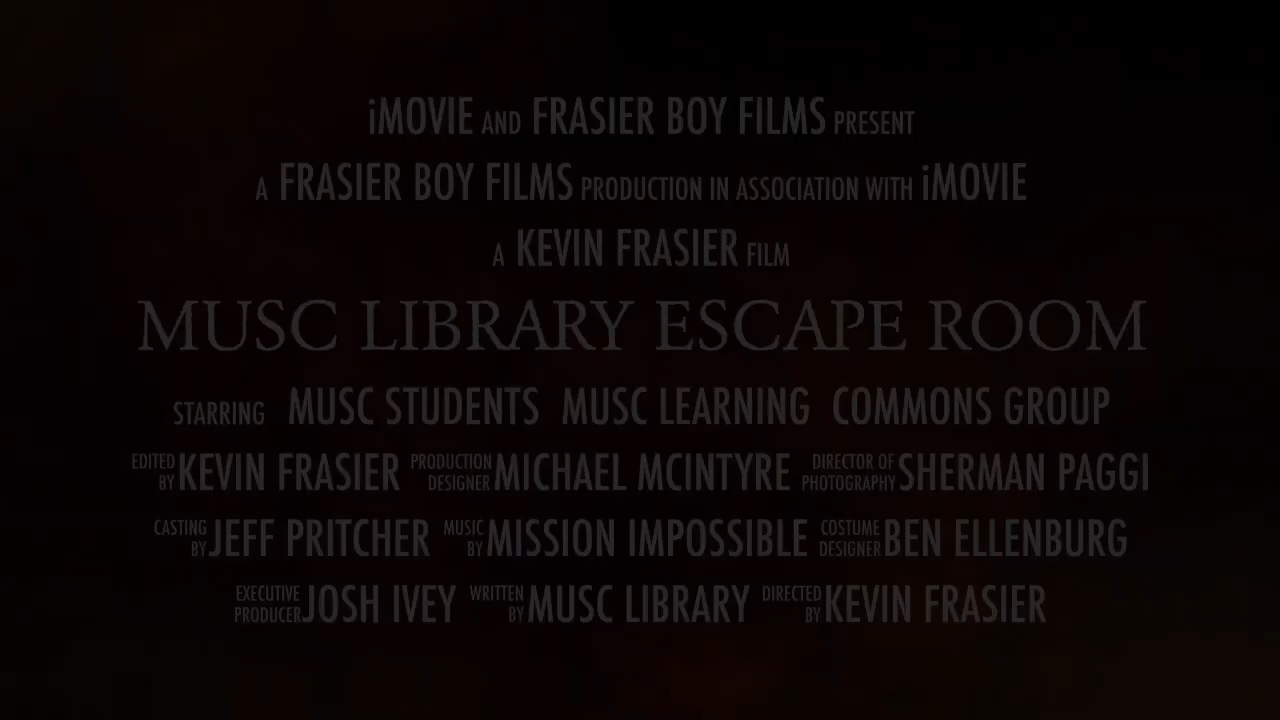 iMOVIE AND FRASIER BOY FILMS PRESENT
A FRASIER BOY FILMS PRODUCTION IN ASSOCIATION WITH iMOVIE
A KEVIN FRASIER FILM
MUSC LIBRARY ESCAPE ROOM
STARRING MUSC STUDENTS MUSC LEARNING COMMONS GROUP
EDITED BY KEVIN FRASIER PRODUCTION DESIGNER MICHAEL MCINTYRE DIRECTOR OF PHOTOGRAPHY SHERMAN PAGGI
CASTING BY JEFF PRITCHER MUSIC BY MISSION IMPOSSIBLE COSTUME DESIGNER BEN ELLENBURG
EXECUTIVE PRODUCER JOSH IVEY WRITTEN BY MUSC LIBRARY DIRECTED BY KEVIN FRASIER